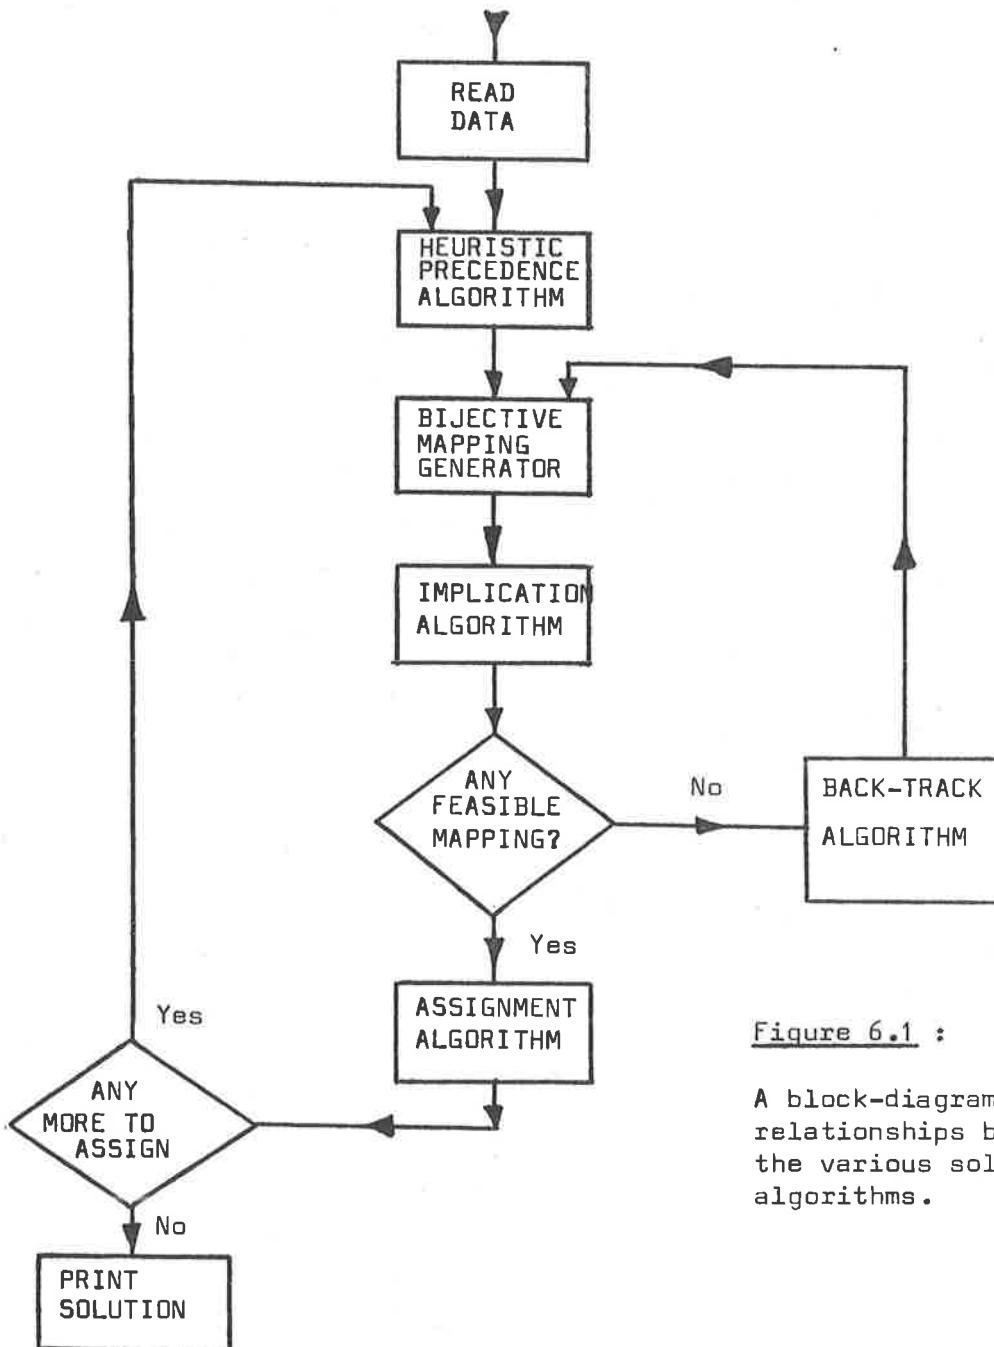 READ
DATA
HEURISTIC
PRECEDENCE
ALGORITHM
BIJECTIVE
MAPPING
GENERATOR
IMPLICATION
ALGORITHM
ANY
FEASIBLE
MAPPING?
No
BACK-TRACK
ALGORITHM
Yes
ASSIGNMENT
ALGORITHM
Yes
ANY
MORE TO
ASSIGN
No
PRINT
SOLUTION
Figure 6.1 :
A block-diagram
relationships
the various
algorithms.